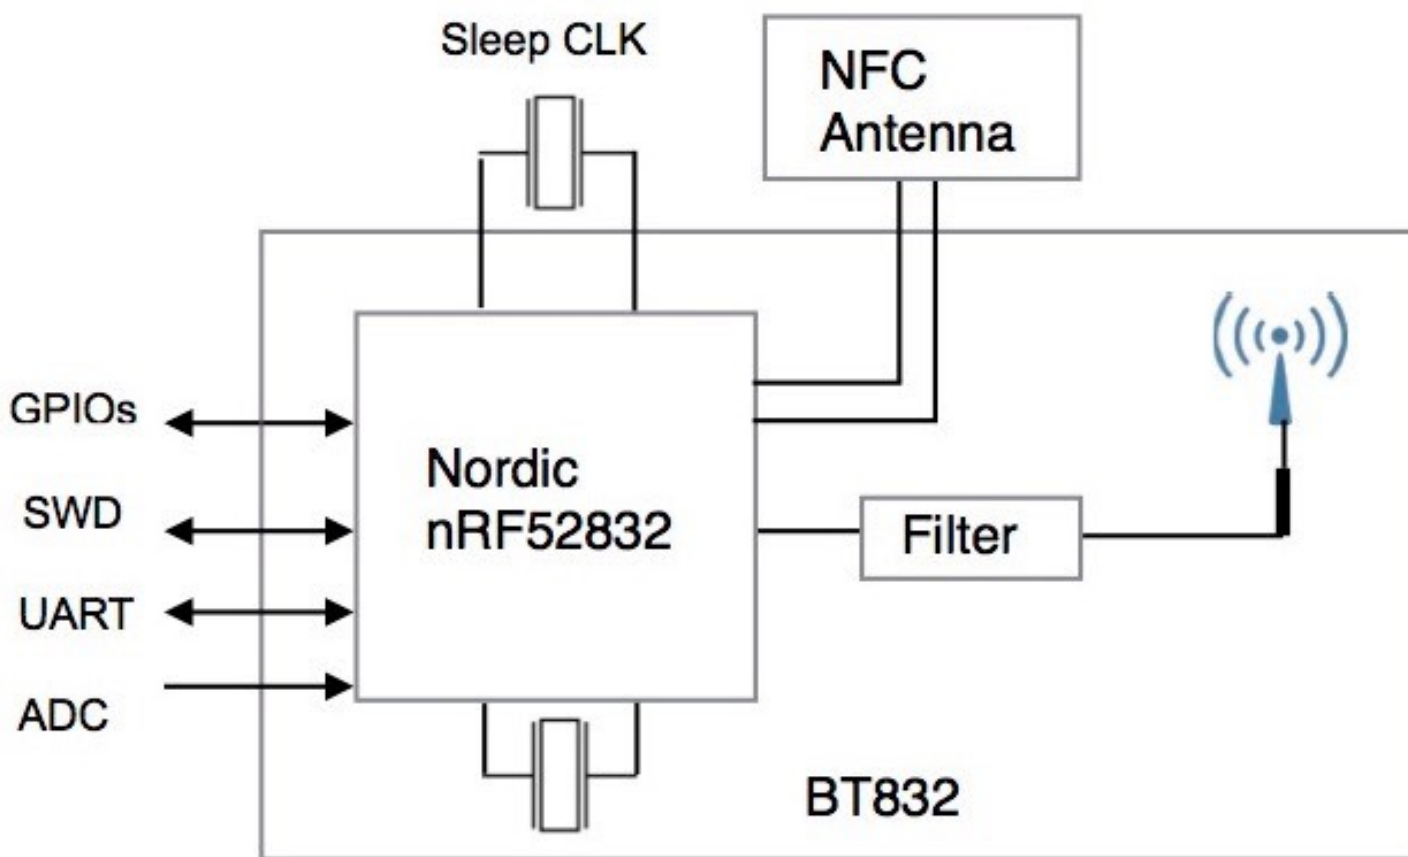 Sleep CLK
NFC
Antenna
GPIOs
SWD
UART
ADC
Nordic
nRF52832
Filter
BT832